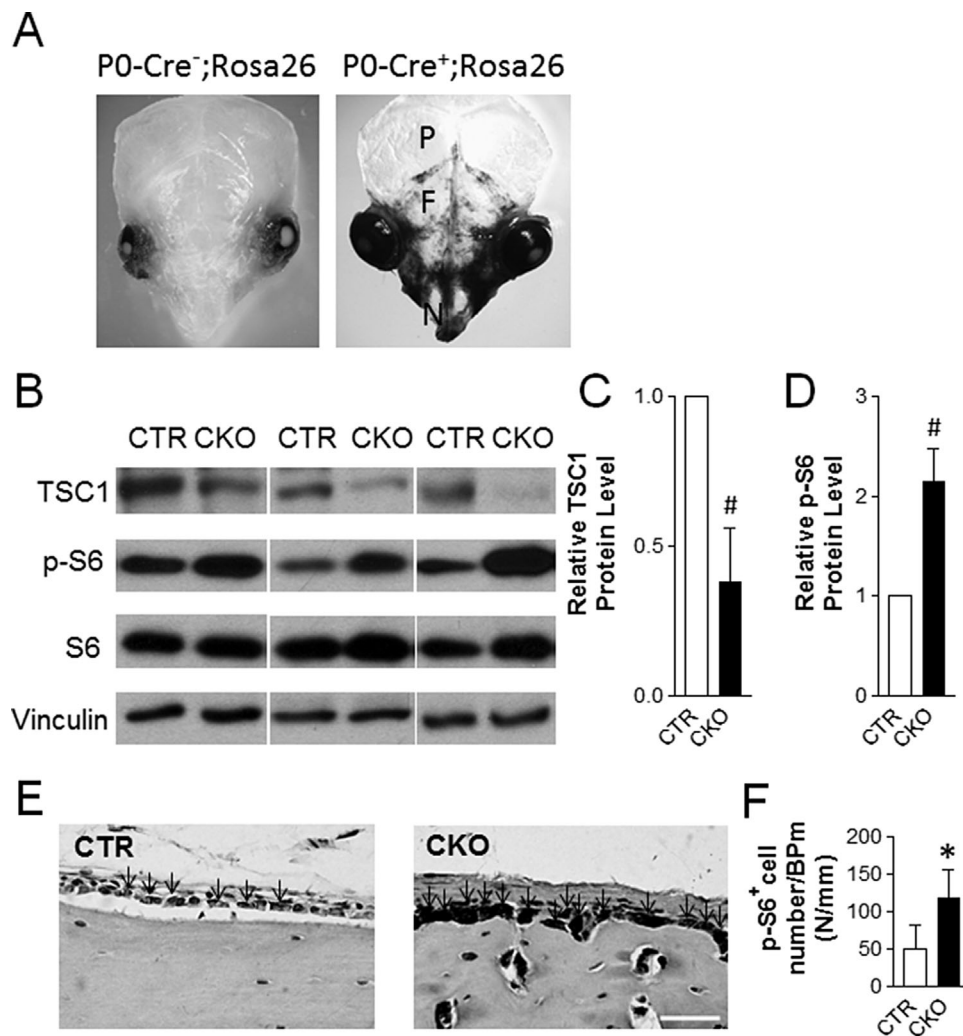 A
P0-Cre⁻;Rosa26 P0-Cre⁺;Rosa26
P
F
N
B
CTR CKO CTR CKO CTR CKO
TSC1
p-S6
S6
Vinculin
C
Relative TSC1
Protein Level
1.0
0.5
0.0
#
CTR
CKO
D
Relative p-S6
Protein Level
3
2
1
0
#
CTR
CKO
E
CTR
CKO
F
p-S6⁺ cell
number/BPm
(N/mm)
200
150
100
50
0
*
CTR
CKO